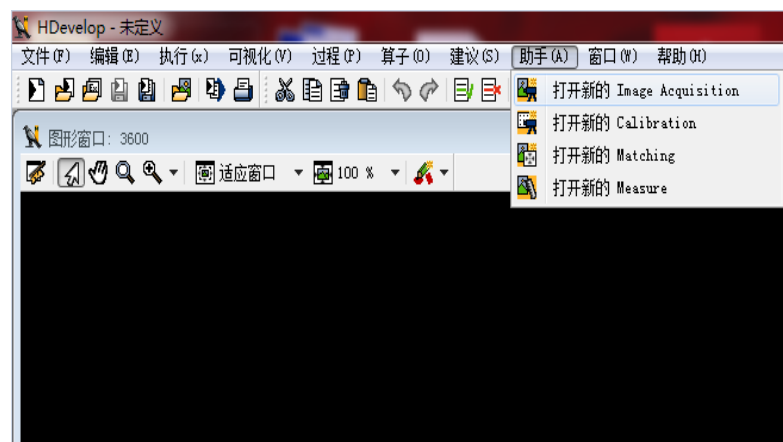 HDevelop - 未定义
文件(F) 编辑(E) 执行(x) 可视化(V) 过程(P) 算子(O) 建议(S) 助手(A) 窗口(W) 帮助(H)
打开新的 Image Acquisition
打开新的 Calibration
打开新的 Matching
打开新的 Measure
图形窗口: 3600
适应窗口 100 %